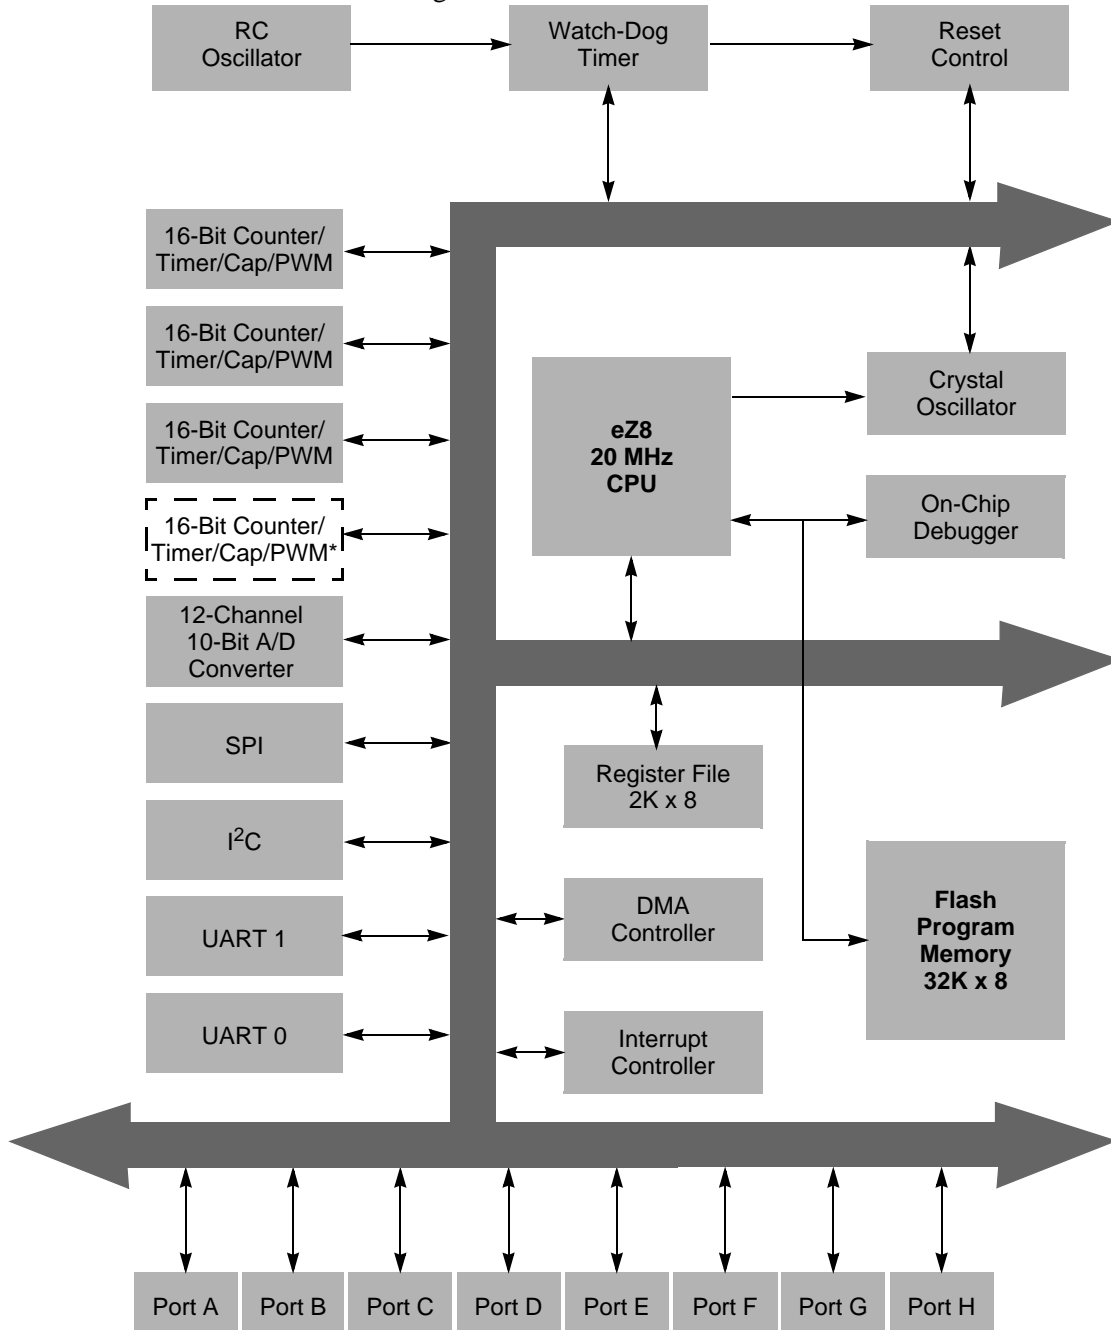 RC
Oscillator
Watch-Dog
Timer
Reset
Control
16-Bit Counter/
Timer/Cap/PWM
16-Bit Counter/
Timer/Cap/PWM
16-Bit Counter/
Timer/Cap/PWM
16-Bit Counter/
Timer/Cap/PWM*
12-Channel
10-Bit A/D
Converter
SPI
I²C
UART 1
UART 0
eZ8
20 MHz
CPU
Crystal
Oscillator
On-Chip
Debugger
Register File
2K x 8
DMA
Controller
Interrupt
Controller
Flash
Program
Memory
32K x 8
Port A
Port B
Port C
Port D
Port E
Port F
Port G
Port H